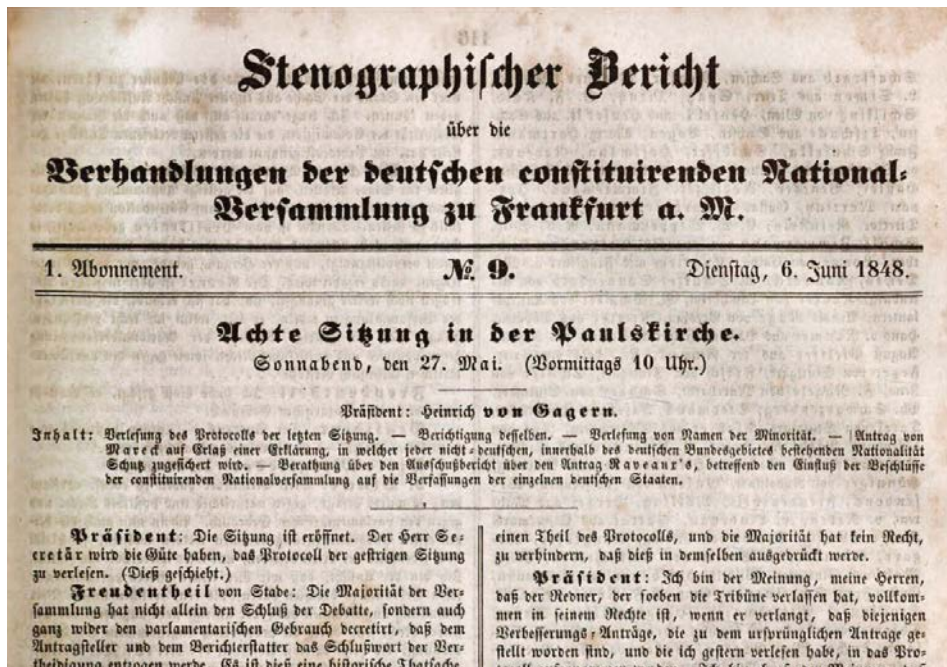 Stenographischer Bericht
über die
Verhandlungen der deutschen constituirenden National-
Versammlung zu Frankfurt a. M.
1. Abonnement.
№ 9.
Dienstag, 6. Juni 1848.
Achte Sitzung in der Paulskirche.
Sonnabend, den 27. Mai. (Vormittags 10 Uhr.)
Präsident: Heinrich von Gagern.
Inhalt: Verlesung des Protocolls der letzten Sitzung. — Berichtigung desselben. — Verlesung von Namen der Minorität. — Antrag von
Mareck auf Erlaß einer Erklärung, in welcher jeder nicht-deutschen, innerhalb des deutschen Bundesgebietes bestehenden Nationalität
Schutz zugesichert wird. — Berathung über den Ausschußbericht über den Antrag Raveaux's, betreffend den Einfluß der Beschlüsse
der constituirenden Nationalversammlung auf die Verfassungen der einzelnen deutschen Staaten.
Präsident: Die Sitzung ist eröffnet. Der Herr Se-
cretär wird die Güte haben, das Protocoll der gestrigen Sitzung
zu verlesen. (Dieß geschieht.)
Freudentheil von Stade: Die Majorität der Ver-
sammlung hat nicht allein den Schluß der Debatte, sondern auch
ganz wider den parlamentarischen Gebrauch decretirt, daß dem
Antragsteller und dem Berichterstatter das Schlußwort der Ver-
theidigung entzogen werde. Es ist dieß eine historische Thatsache,
einen Theil des Protocolls, und die Majorität hat kein Recht,
zu verhindern, daß dieß in demselben ausgedrückt werde.
Präsident: Ich bin der Meinung, meine Herren,
daß der Redner, der soeben die Tribüne verlassen hat, vollkom-
men in seinem Rechte ist, wenn er verlangt, daß diejenigen
Verbesserungs-Anträge, die zu dem ursprünglichen Antrage ge-
stellt worden sind, und die ich gestern verlesen habe, in das Pro-